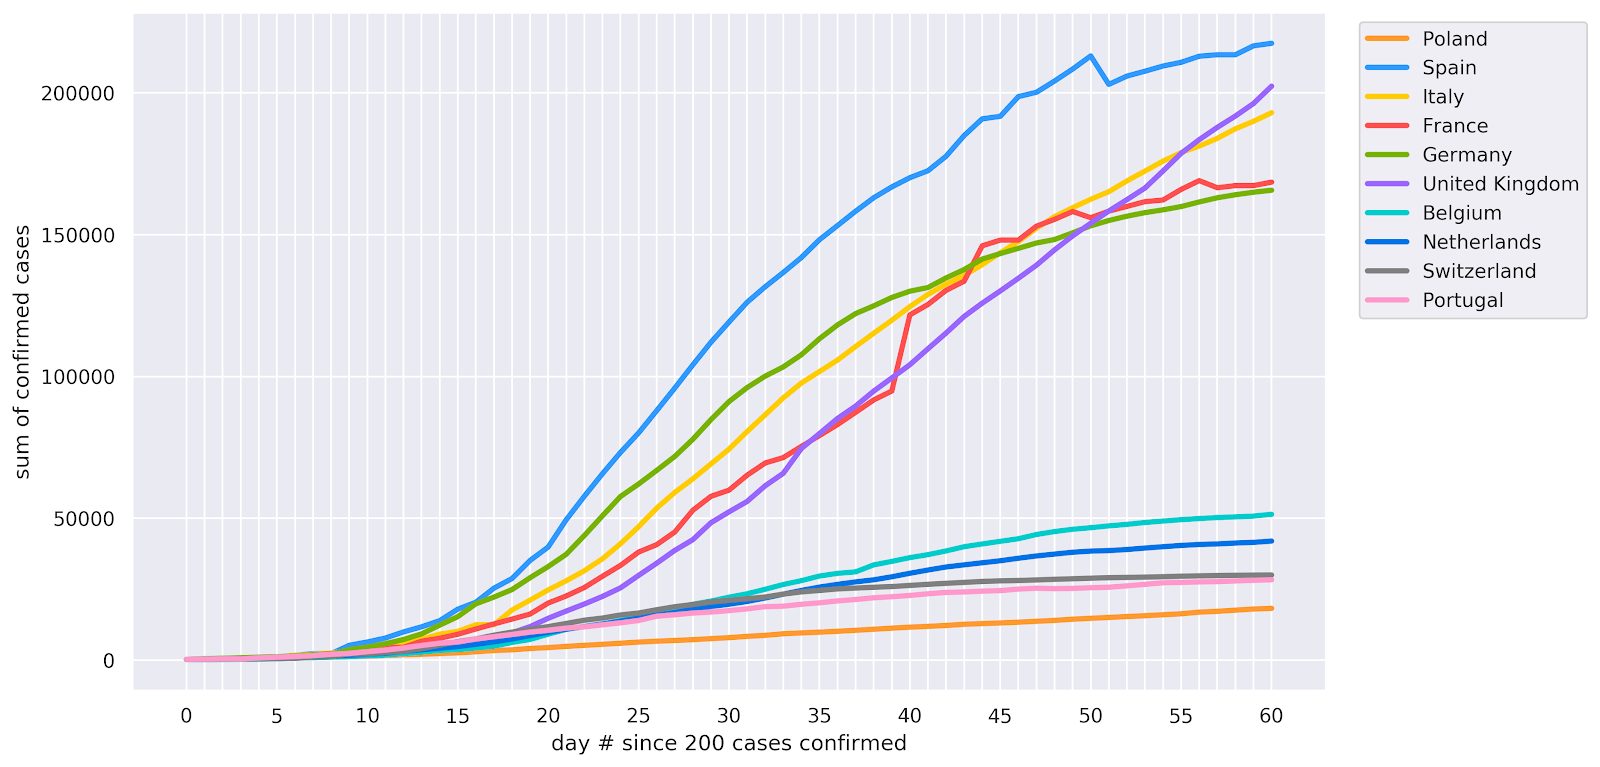 sum of confirmed cases
200000
150000
100000
50000
0
0 5 10 15 20 25 30 35 40 45 50 55 60
day # since 200 cases confirmed
Poland
Spain
Italy
France
Germany
United Kingdom
Belgium
Netherlands
Switzerland
Portugal